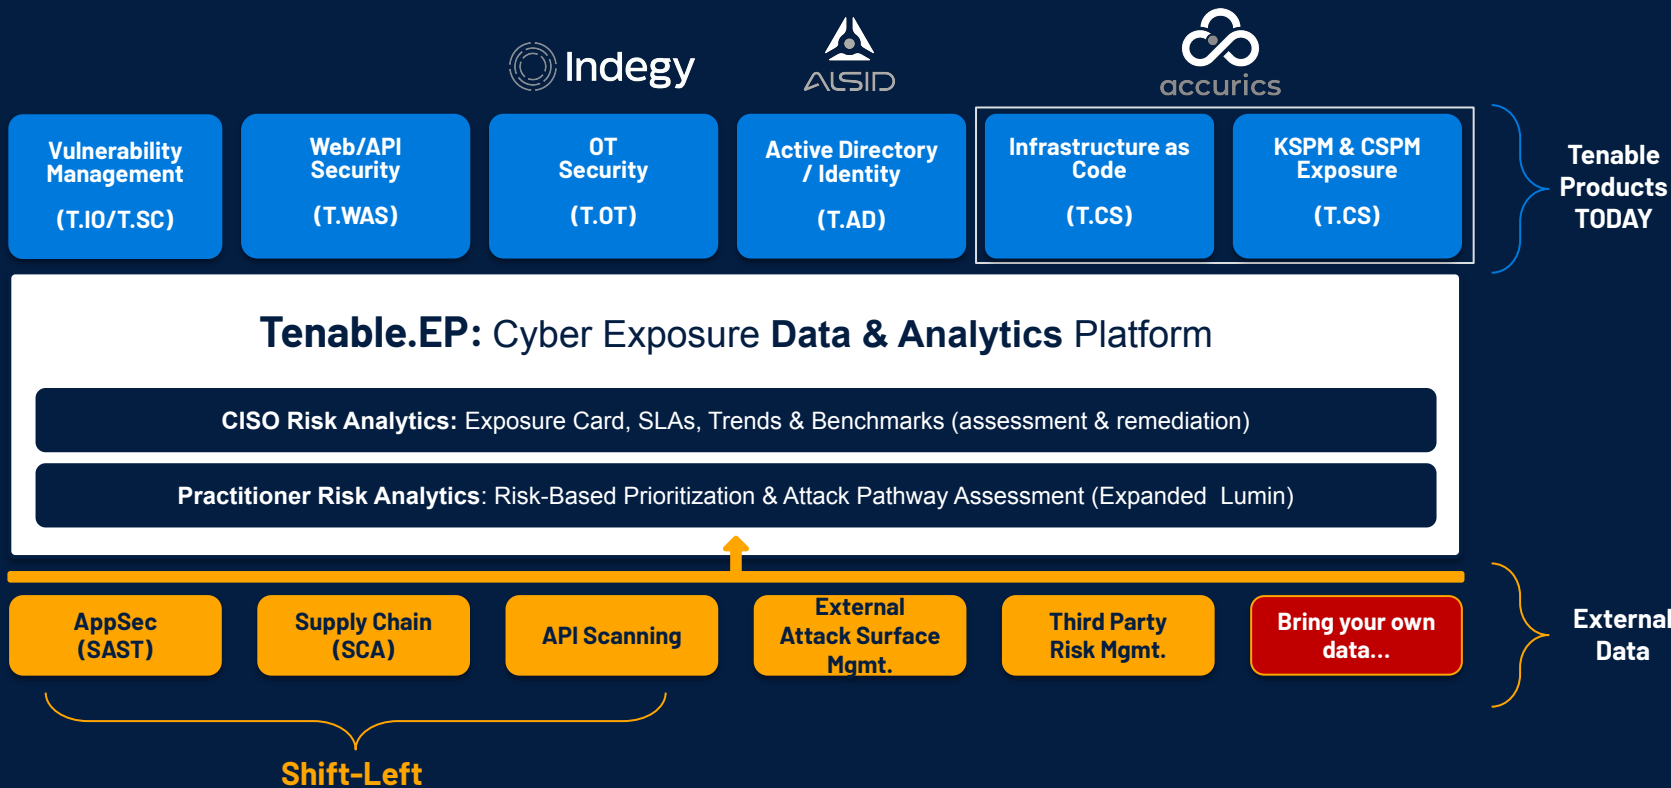 Indegy
ALSID
accurics
Vulnerability
Management
(T.IO/T.SC)
Web/API
Security
(T.WAS)
OT
Security
(T.OT)
Active Directory
/ Identity
(T.AD)
Infrastructure as
Code
(T.CS)
KSPM & CSPM
Exposure
(T.CS)
Tenable
Products
TODAY
Tenable.EP: Cyber Exposure Data & Analytics Platform
CISO Risk Analytics: Exposure Card, SLAs, Trends & Benchmarks (assessment & remediation)
Practitioner Risk Analytics: Risk-Based Prioritization & Attack Pathway Assessment (Expanded Lumin)
AppSec
(SAST)
Supply Chain
(SCA)
API Scanning
External
Attack Surface
Mgmt.
Third Party
Risk Mgmt.
Bring your own
data...
External
Data
Shift-Left